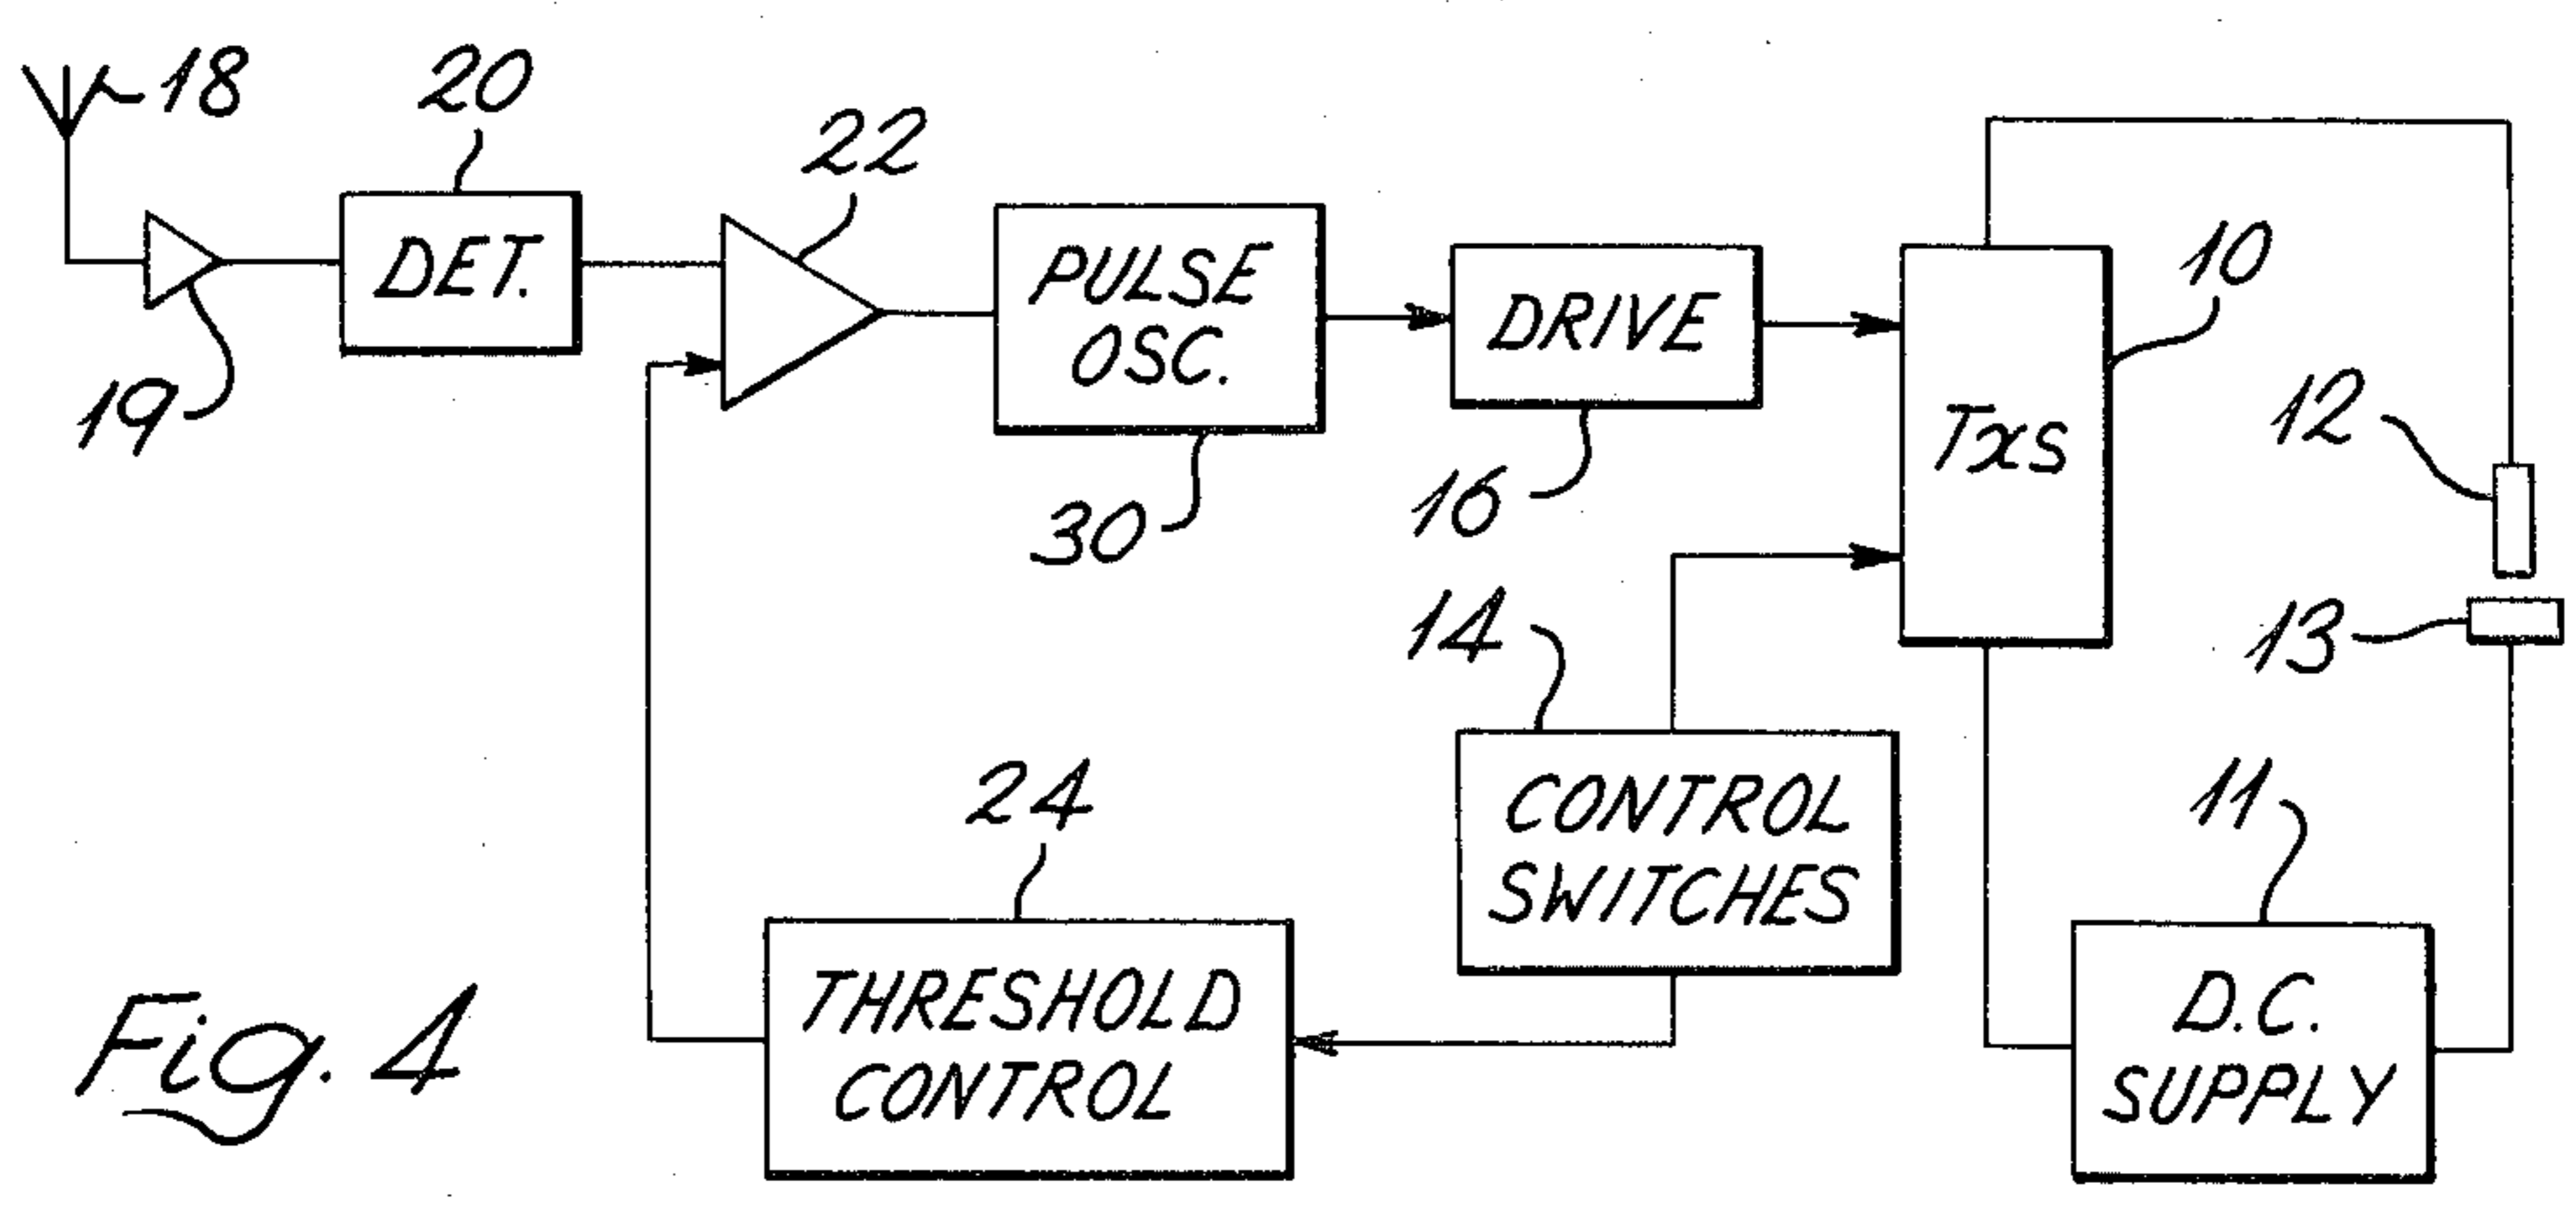 18
20
22
DET.
19
PULSE
OSC.
30
DRIVE
16
10
Txs
12
13
14
CONTROL
SWITCHES
11
D.C.
SUPPLY
24
THRESHOLD
CONTROL
Fig. 4